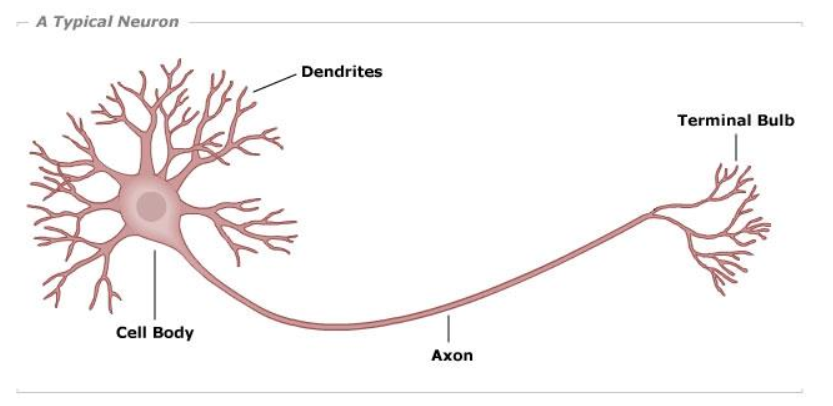 A Typical Neuron
Dendrites
Terminal Bulb
Cell Body
Axon